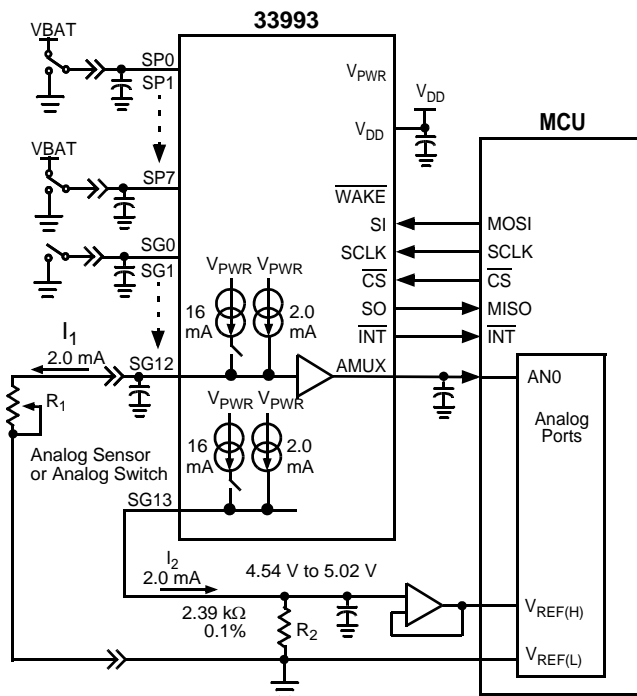 33993
VBAT
SP0
SP1
VPWR
VDD
VDD
MCU
VBAT
SP7
WAKE
SI
MOSI
SG0
SG1
SCLK
SCLK
VPWR VPWR
CS
CS
16 mA
2.0 mA
SO
MISO
INT
INT
I1
2.0 mA
SG12
AMUX
AN0
R1
VPWR VPWR
Analog Ports
Analog Sensor
or Analog Switch
16 mA
2.0 mA
SG13
I2
2.0 mA
4.54 V to 5.02 V
2.39 kΩ
0.1%
R2
VREF(H)
VREF(L)